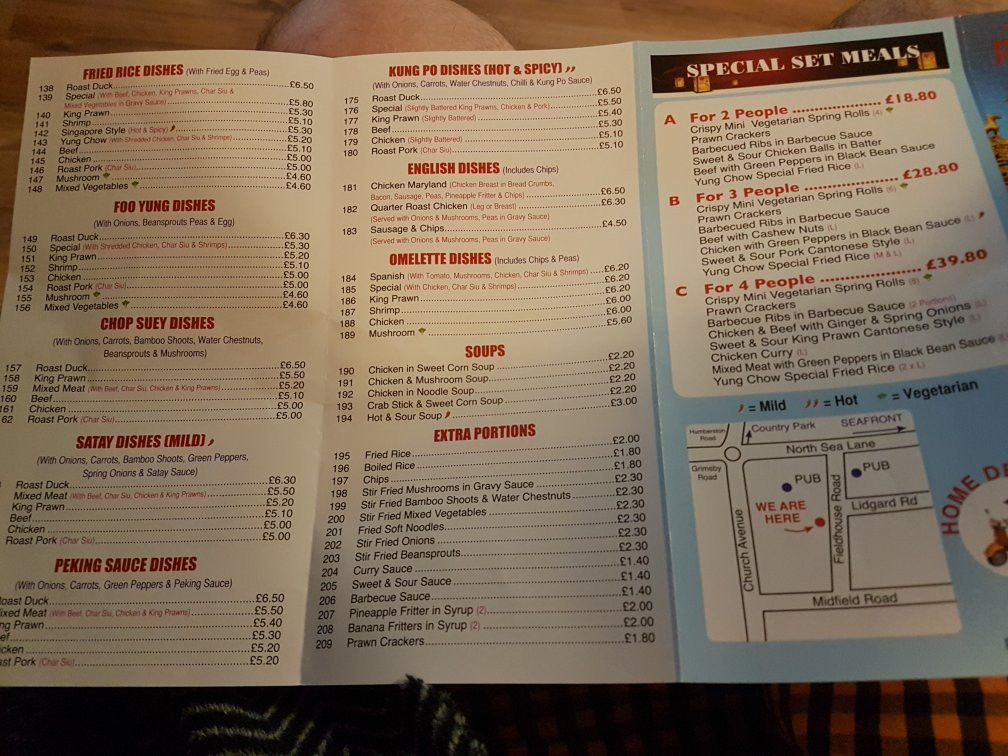 FRIED RICE DISHES (With Fried Egg & Peas)
138 Roast Duck £6.50
139 Special (With Beef, Chicken, King Prawns, Char Siu &
Mixed Vegetables in Gravy Sauce) £5.80
140 King Prawn £5.30
141 Shrimp £5.10
142 Singapore Style (Hot & Spicy) £5.30
143 Yung Chow (With Shredded Chicken, Char Siu & Shrimps) £5.20
144 Beef £5.10
145 Chicken £5.00
146 Roast Pork (Char Siu) £5.00
147 Mushroom £4.60
148 Mixed Vegetables £4.60
FOO YUNG DISHES
(With Onions, Beansprouts Peas & Egg)
149 Roast Duck £6.30
150 Special (With Shredded Chicken, Char Siu & Shrimps) £5.30
151 King Prawn £5.20
152 Shrimp £5.10
153 Chicken £5.00
154 Roast Pork (Char Siu) £5.00
155 Mushroom £4.60
156 Mixed Vegetables £4.60
CHOP SUEY DISHES
(With Onions, Carrots, Bamboo Shoots, Water Chestnuts,
Beansprouts & Mushrooms)
157 Roast Duck £6.50
158 King Prawn £5.50
159 Mixed Meat (With Beef, Char Siu, Chicken & King Prawns) £5.20
160 Beef £5.10
161 Chicken £5.00
62 Roast Pork (Char Siu) £5.00
SATAY DISHES (MILD)
(With Onions, Carrots, Bamboo Shoots, Green Peppers,
Spring Onions & Satay Sauce)
Roast Duck £6.30
Mixed Meat (With Beef, Char Siu, Chicken & King Prawns) £5.50
King Prawn £5.20
Beef £5.10
Chicken £5.00
Roast Pork (Char Siu) £5.00
PEKING SAUCE DISHES
(With Onions, Carrots, Green Peppers & Peking Sauce)
oast Duck £6.50
ixed Meat (With Beef, Char Siu, Chicken & King Prawns) £5.50
ng Prawn £5.40
ef £5.30
cken £5.20
st Pork (Char Siu) £5.20
KUNG PO DISHES (HOT & SPICY)
(With Onions, Carrots, Water Chestnuts, Chilli & Kung Po Sauce)
175 Roast Duck £6.50
176 Special (Slightly Battered King Prawns, Chicken & Pork) £5.50
177 King Prawn (Slightly Battered) £5.40
178 Beef £5.30
179 Chicken (Slightly Battered) £5.10
180 Roast Pork (Char Siu) £5.10
ENGLISH DISHES (Includes Chips)
181 Chicken Maryland (Chicken Breast in Bread Crumbs,
Bacon, Sausage, Peas, Pineapple Fritter & Chips) £6.50
182 Quarter Roast Chicken (Leg or Breast) £6.30
(Served with Onions & Mushrooms, Peas in Gravy Sauce)
183 Sausage & Chips £4.50
(Served with Onions & Mushrooms, Peas in Gravy Sauce)
OMELETTE DISHES (Includes Chips & Peas)
184 Spanish (With Tomato, Mushrooms, Chicken, Char Siu & Shrimps) £6.20
185 Special (With Chicken, Char Siu & Shrimps) £6.20
186 King Prawn £6.20
187 Shrimp £6.00
188 Chicken £6.00
189 Mushroom £5.60
SOUPS
190 Chicken in Sweet Corn Soup £2.20
191 Chicken & Mushroom Soup £2.20
192 Chicken in Noodle Soup £2.20
193 Crab Stick & Sweet Corn Soup £2.20
194 Hot & Sour Soup £3.00
EXTRA PORTIONS
195 Fried Rice £2.00
196 Boiled Rice £1.80
197 Chips £1.80
198 Stir Fried Mushrooms in Gravy Sauce £2.30
199 Stir Fried Bamboo Shoots & Water Chestnuts £2.30
200 Stir Fried Mixed Vegetables £2.30
201 Fried Soft Noodles £2.30
202 Stir Fried Onions £2.30
203 Stir Fried Beansprouts £2.30
204 Curry Sauce £1.40
205 Sweet & Sour Sauce £1.40
206 Barbecue Sauce £1.40
207 Pineapple Fritter in Syrup (2) £2.00
208 Banana Fritters in Syrup (2) £2.00
209 Prawn Crackers £1.80
SPECIAL SET MEALS
A For 2 People £18.80
Crispy Mini Vegetarian Spring Rolls (4)
Prawn Crackers
Barbecued Ribs in Barbecue Sauce
Sweet & Sour Chicken Balls in Batter
Beef with Green Peppers in Black Bean Sauce
Yung Chow Special Fried Rice (L)
B For 3 People £28.80
Crispy Mini Vegetarian Spring Rolls (6)
Prawn Crackers
Barbecued Ribs in Barbecue Sauce
Beef with Cashew Nuts (L)
Chicken with Green Peppers in Black Bean Sauce (L)
Sweet & Sour Pork Cantonese Style (L)
Yung Chow Special Fried Rice (M & L)
C For 4 People £39.80
Crispy Mini Vegetarian Spring Rolls (8)
Prawn Crackers
Barbecue Ribs in Barbecue Sauce (2 Portions)
Chicken & Beef with Ginger & Spring Onions (L)
Sweet & Sour King Prawn Cantonese Style (L)
Chicken Curry (L)
Mixed Meat with Green Peppers in Black Bean Sauce (L)
Yung Chow Special Fried Rice (2 x L)
= Mild = Hot = Vegetarian
Humberston Road
Country Park
SEAFRONT
North Sea Lane
Grimsby Road
PUB
PUB
WE ARE HERE
Church Avenue
Fieldhouse Road
Lidgard Rd
Midfield Road
HOME DE